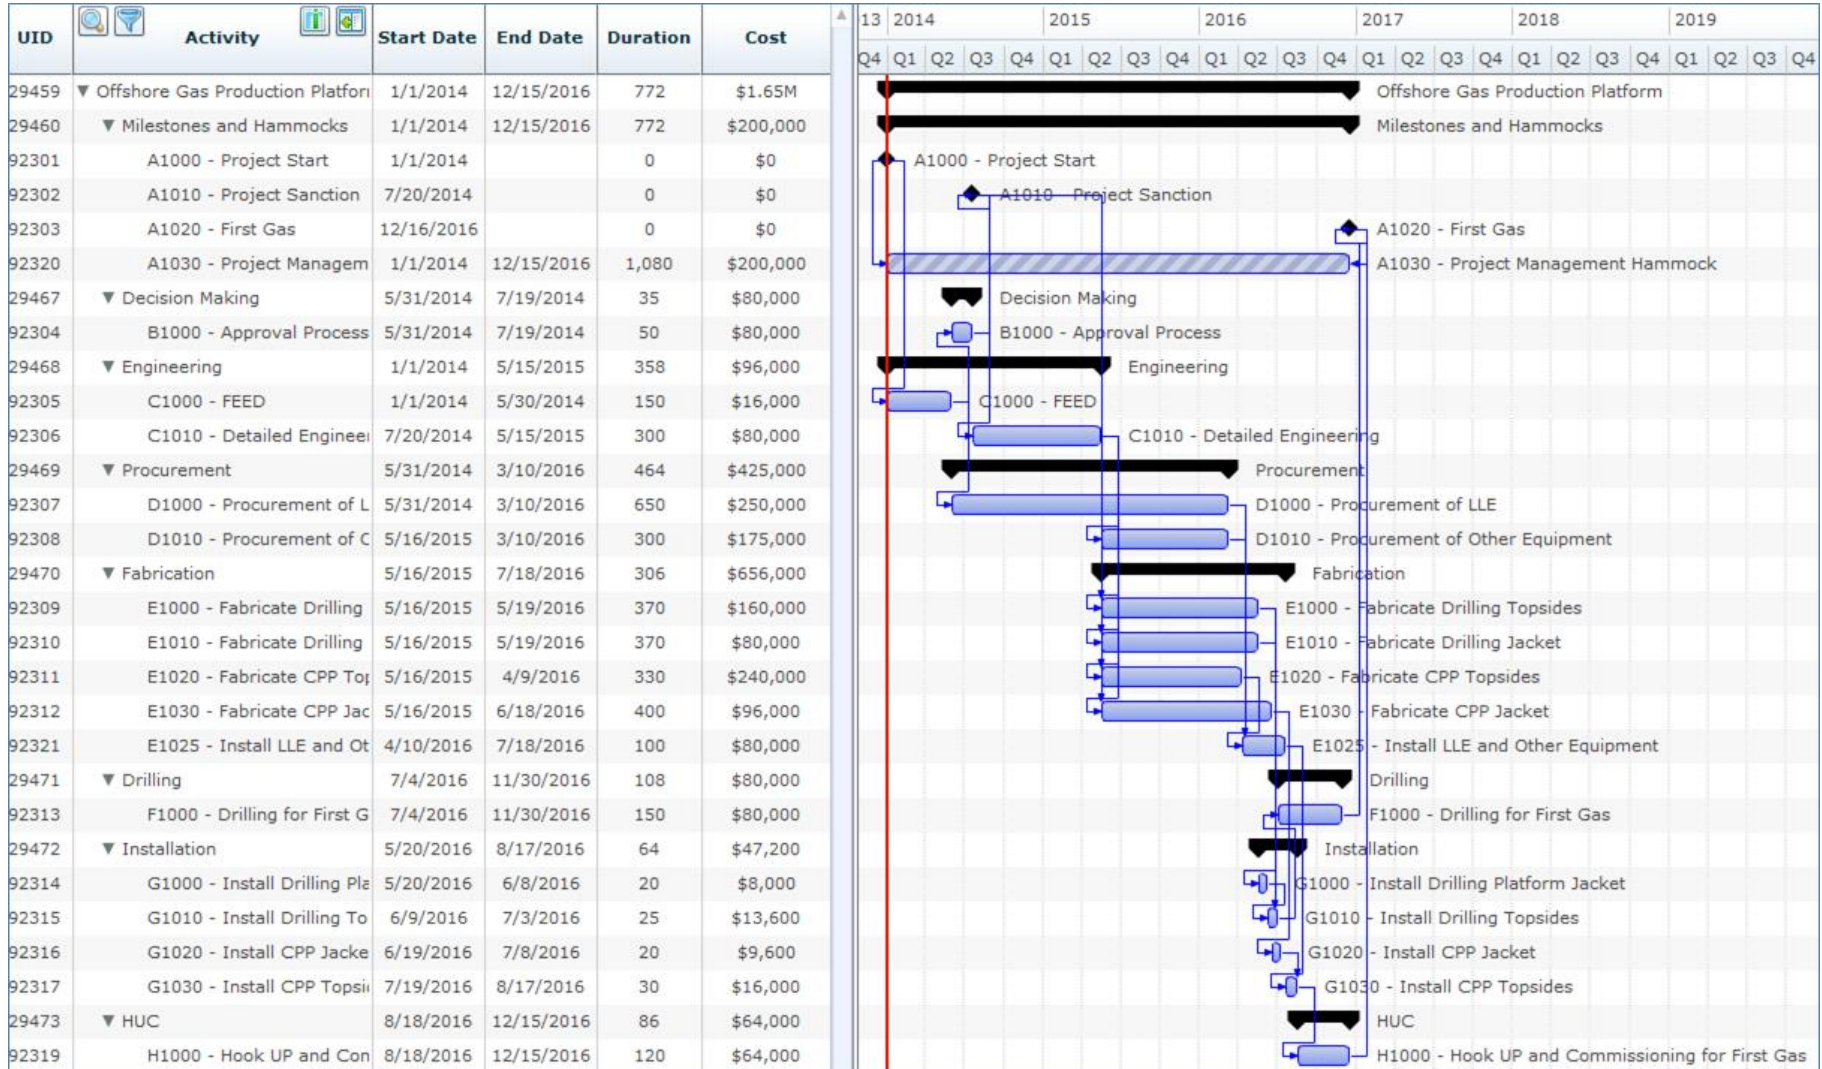 UID Activity Start Date End Date Duration Cost
13 2014 2015 2016 2017 2018 2019
Q4 Q1 Q2 Q3 Q4 Q1 Q2 Q3 Q4 Q1 Q2 Q3 Q4 Q1 Q2 Q3 Q4 Q1 Q2 Q3 Q4 Q1 Q2 Q3 Q4
29459 ▼ Offshore Gas Production Platfor 1/1/2014 12/15/2016 772 $1.65M Offshore Gas Production Platform
29460 ▼ Milestones and Hammocks 1/1/2014 12/15/2016 772 $200,000 Milestones and Hammocks
92301 A1000 - Project Start 1/1/2014 0 $0 A1000 - Project Start
92302 A1010 - Project Sanction 7/20/2014 0 $0 A1010 - Project Sanction
92303 A1020 - First Gas 12/16/2016 0 $0 A1020 - First Gas
92320 A1030 - Project Managem 1/1/2014 12/15/2016 1,080 $200,000 A1030 - Project Management Hammock
29467 ▼ Decision Making 5/31/2014 7/19/2014 35 $80,000 Decision Making
92304 B1000 - Approval Process 5/31/2014 7/19/2014 50 $80,000 B1000 - Approval Process
29468 ▼ Engineering 1/1/2014 5/15/2015 358 $96,000 Engineering
92305 C1000 - FEED 1/1/2014 5/30/2014 150 $16,000 C1000 - FEED
92306 C1010 - Detailed Engineer 7/20/2014 5/15/2015 300 $80,000 C1010 - Detailed Engineering
29469 ▼ Procurement 5/31/2014 3/10/2016 464 $425,000 Procurement
92307 D1000 - Procurement of L 5/31/2014 3/10/2016 650 $250,000 D1000 - Procurement of LLE
92308 D1010 - Procurement of C 5/16/2015 3/10/2016 300 $175,000 D1010 - Procurement of Other Equipment
29470 ▼ Fabrication 5/16/2015 7/18/2016 306 $656,000 Fabrication
92309 E1000 - Fabricate Drilling 5/16/2015 5/19/2016 370 $160,000 E1000 - Fabricate Drilling Topsides
92310 E1010 - Fabricate Drilling 5/16/2015 5/19/2016 370 $80,000 E1010 - Fabricate Drilling Jacket
92311 E1020 - Fabricate CPP Top 5/16/2015 4/9/2016 330 $240,000 E1020 - Fabricate CPP Topsides
92312 E1030 - Fabricate CPP Jac 5/16/2015 6/18/2016 400 $96,000 E1030 - Fabricate CPP Jacket
92321 E1025 - Install LLE and Ot 4/10/2016 7/18/2016 100 $80,000 E1025 - Install LLE and Other Equipment
29471 ▼ Drilling 7/4/2016 11/30/2016 108 $80,000 Drilling
92313 F1000 - Drilling for First G 7/4/2016 11/30/2016 150 $80,000 F1000 - Drilling for First Gas
29472 ▼ Installation 5/20/2016 8/17/2016 64 $47,200 Installation
92314 G1000 - Install Drilling Pla 5/20/2016 6/8/2016 20 $8,000 G1000 - Install Drilling Platform Jacket
92315 G1010 - Install Drilling To 6/9/2016 7/3/2016 25 $13,600 G1010 - Install Drilling Topsides
92316 G1020 - Install CPP Jacke 6/19/2016 7/8/2016 20 $9,600 G1020 - Install CPP Jacket
92317 G1030 - Install CPP Topsi 7/19/2016 8/17/2016 30 $16,000 G1030 - Install CPP Topsides
29473 ▼ HUC 8/18/2016 12/15/2016 86 $64,000 HUC
92319 H1000 - Hook UP and Con 8/18/2016 12/15/2016 120 $64,000 H1000 - Hook UP and Commissioning for First Gas